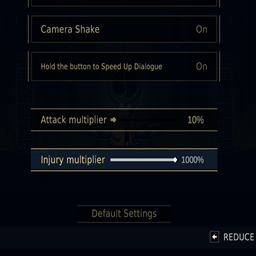 Camera Shake On
Hold the button to Speed Up Dialogue On
Attack multiplier 10%
Injury multiplier 1000%
Default Settings
REDUCE